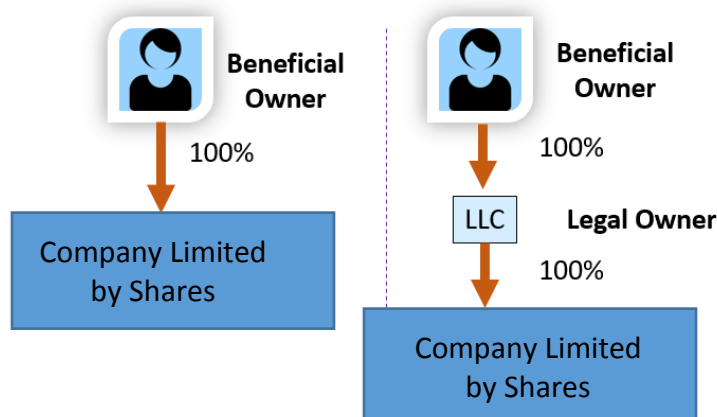 Beneficial
Owner
100%
Company Limited
by Shares
Beneficial
Owner
100%
LLC
Legal Owner
100%
Company Limited
by Shares